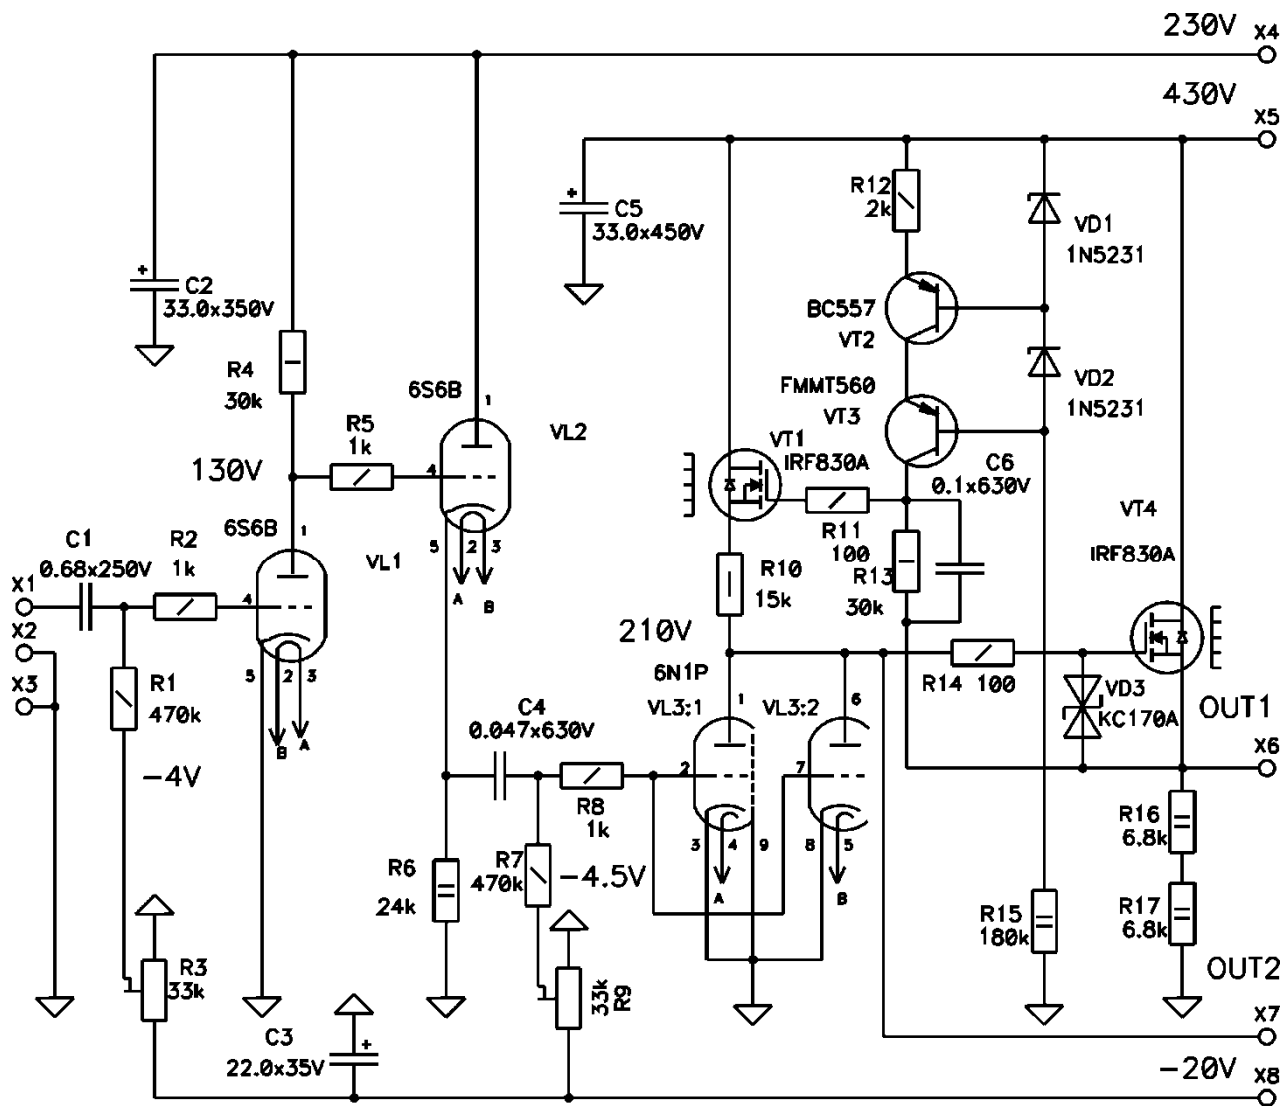 230V X4
430V X5
R12
2k
VD1
1N5231
C5
33.0x450V
+
+
C2
33.0x350V
BC557
VT2
R4
30k
6S6B
1
FMMT560
VT3
VD2
1N5231
R5
1k
VL2
130V
4
VT1
IRF830A
C6
0.1x630V
6S6B
1
5 2 3
A B
R11
100
VT4
IRF830A
C1
0.68x250V
R2
1k
VL1
R10
15k
R13
30k
X1
4
X2
210V
X3
R1
470k
5 2 3
B A
6N1P
1
6
R14 100
VD3
KC170A
OUT1
VL3:1
VL3:2
C4
0.047x630V
X6
-4V
2
7
R8
1k
R16
6.8k
3 4 9
8 5
R6
24k
R7
470k
-4.5V
A
B
R15
180k
R17
6.8k
R3
33k
33k
R9
OUT2
X7
C3
22.0x35V
+
-20V X8